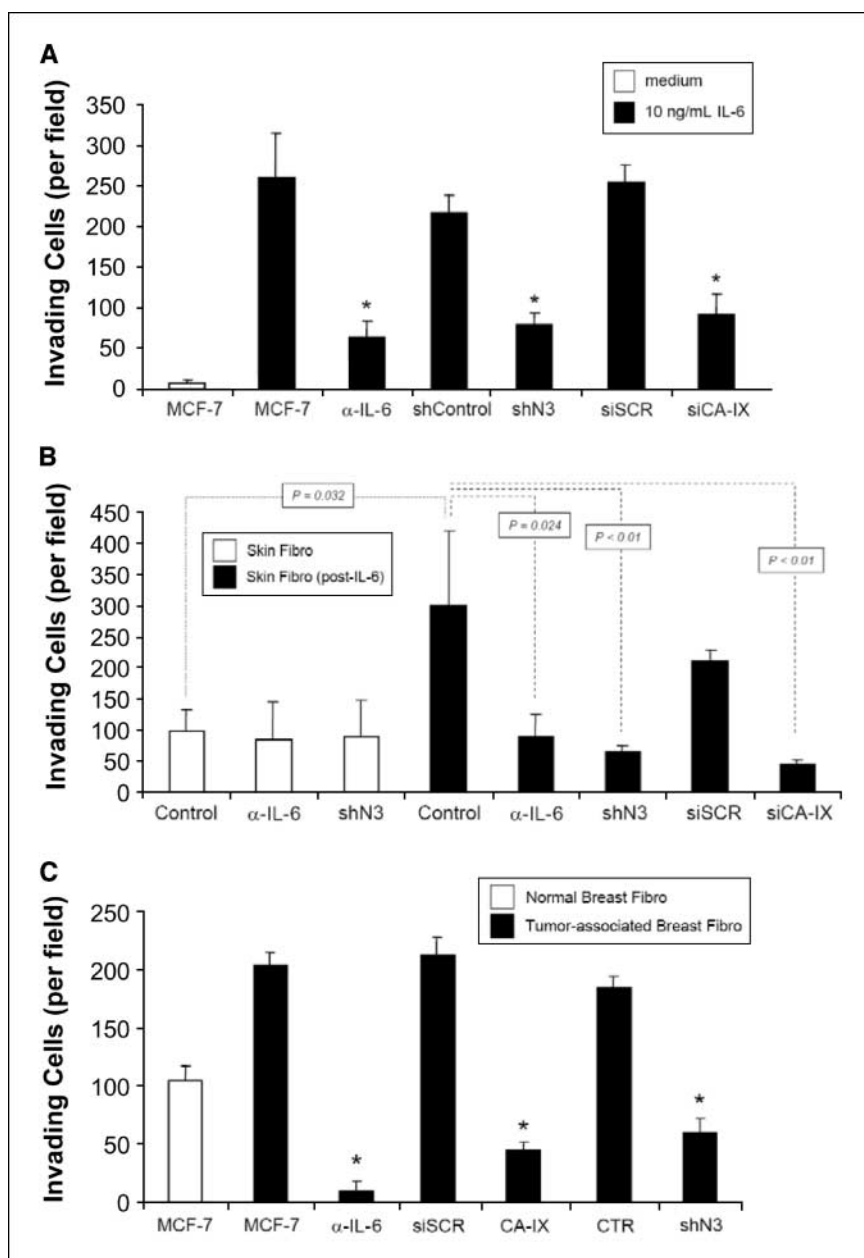 A
medium
10 ng/mL IL-6
Invading Cells (per field)
350
300
250
200
150
100
50
0
MCF-7 MCF-7 α-IL-6 shControl shN3 siSCR siCA-IX
* * *
B
P = 0.032
P = 0.024
P < 0.01
P < 0.01
Skin Fibro
Skin Fibro (post-IL-6)
Invading Cells (per field)
450
400
350
300
250
200
150
100
50
0
Control α-IL-6 shN3 Control α-IL-6 shN3 siSCR siCA-IX
C
Normal Breast Fibro
Tumor-associated Breast Fibro
Invading Cells (per field)
250
200
150
100
50
0
* * *
MCF-7 MCF-7 α-IL-6 siSCR CA-IX CTR shN3